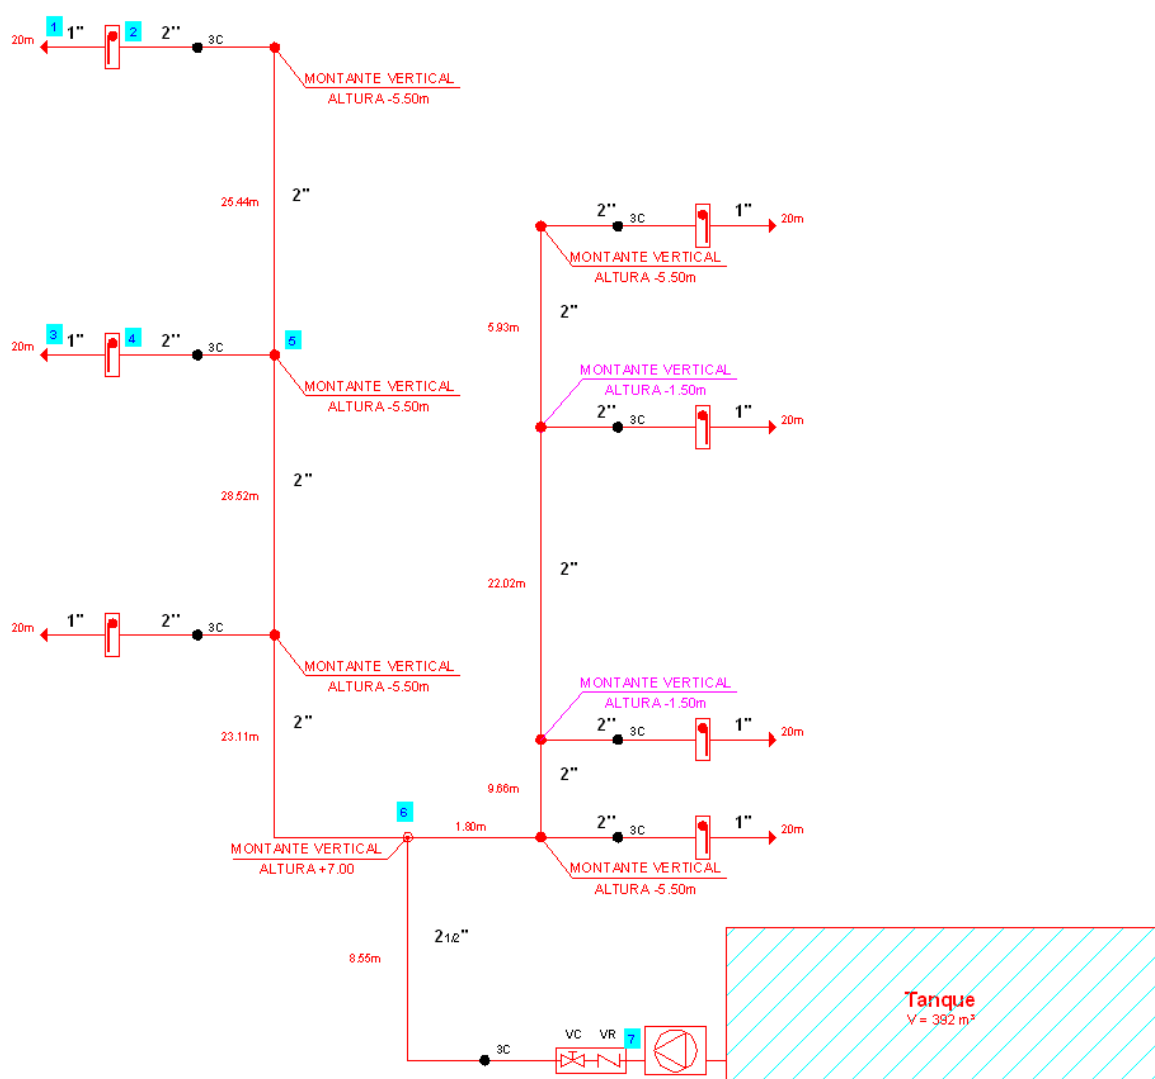 1
20m
1"
2
2"
3C
MONTANTE VERTICAL
ALTURA -5.50m
25.44m
2"
2"
3C
1"
20m
MONTANTE VERTICAL
ALTURA -5.50m
5.93m
2"
3
20m
1"
4
2"
3C
5
MONTANTE VERTICAL
ALTURA -5.50m
MONTANTE VERTICAL
ALTURA -1.50m
2"
3C
1"
20m
28.52m
2"
22.02m
2"
20m
1"
2"
3C
MONTANTE VERTICAL
ALTURA -5.50m
MONTANTE VERTICAL
ALTURA -1.50m
2"
3C
1"
20m
23.11m
2"
9.66m
2"
6
1.80m
2"
3C
1"
20m
MONTANTE VERTICAL
ALTURA +7.00
MONTANTE VERTICAL
ALTURA -5.50m
8.55m
2 1/2"
3C
VC
VR
7
Tanque
V = 392 m³